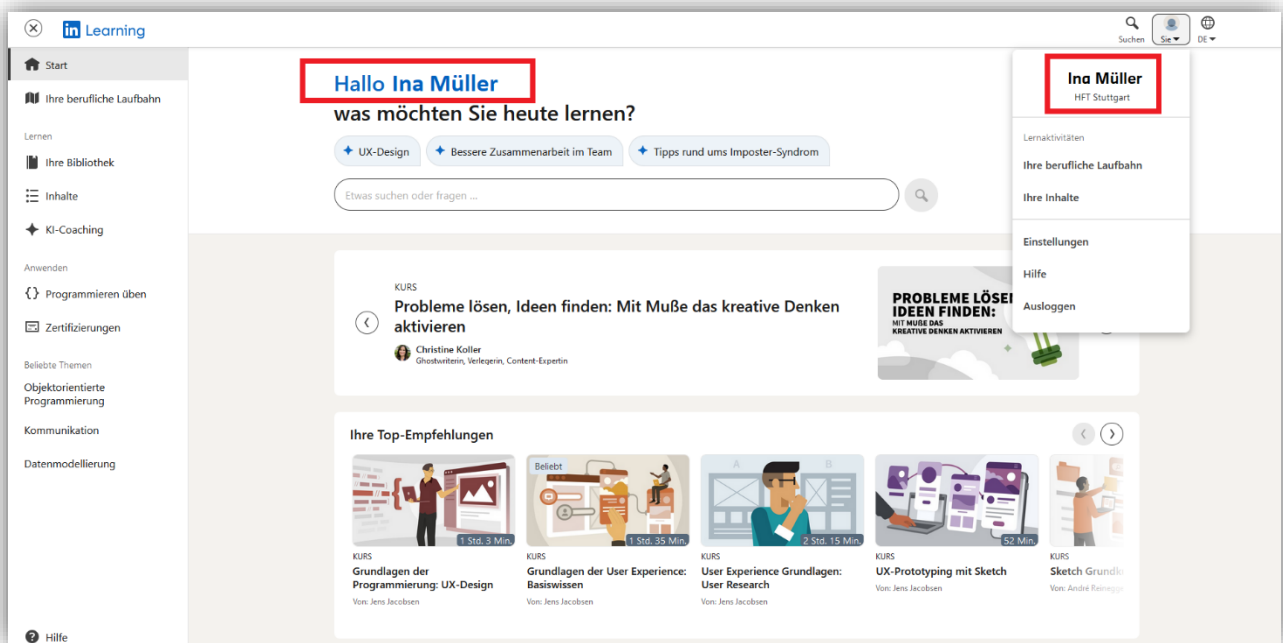 in Learning
Suchen
Sie
DE
Start
Ihre berufliche Laufbahn
Lernen
Ihre Bibliothek
Inhalte
KI-Coaching
Anwenden
{} Programmieren üben
Zertifizierungen
Beliebte Themen
Objektorientierte
Programmierung
Kommunikation
Datenmodellierung
Hilfe
Hallo Ina Müller
was möchten Sie heute lernen?
UX-Design
Bessere Zusammenarbeit im Team
Tipps rund ums Imposter-Syndrom
Etwas suchen oder fragen ...
Ina Müller
HFT Stuttgart
Lernaktivitäten
Ihre berufliche Laufbahn
Ihre Inhalte
Einstellungen
Hilfe
Ausloggen
KURS
Probleme lösen, Ideen finden: Mit Muße das kreative Denken
aktivieren
Christine Koller
Ghostwriterin, Verlegerin, Content-Expertin
PROBLEME LÖSE
IDEEN FINDEN:
MIT MUßE DAS
KREATIVE DENKEN AKTIVIEREN
Ihre Top-Empfehlungen
1 Std. 3 Min.
KURS
Grundlagen der
Programmierung: UX-Design
Von: Jens Jacobsen
Beliebt
1 Std. 35 Min.
KURS
Grundlagen der User Experience:
Basiswissen
Von: Jens Jacobsen
A B
2 Std. 15 Min.
KURS
User Experience Grundlagen:
User Research
Von: Jens Jacobsen
52 Min.
KURS
UX-Prototyping mit Sketch
Von: Jens Jacobsen
KURS
Sketch
Von: André